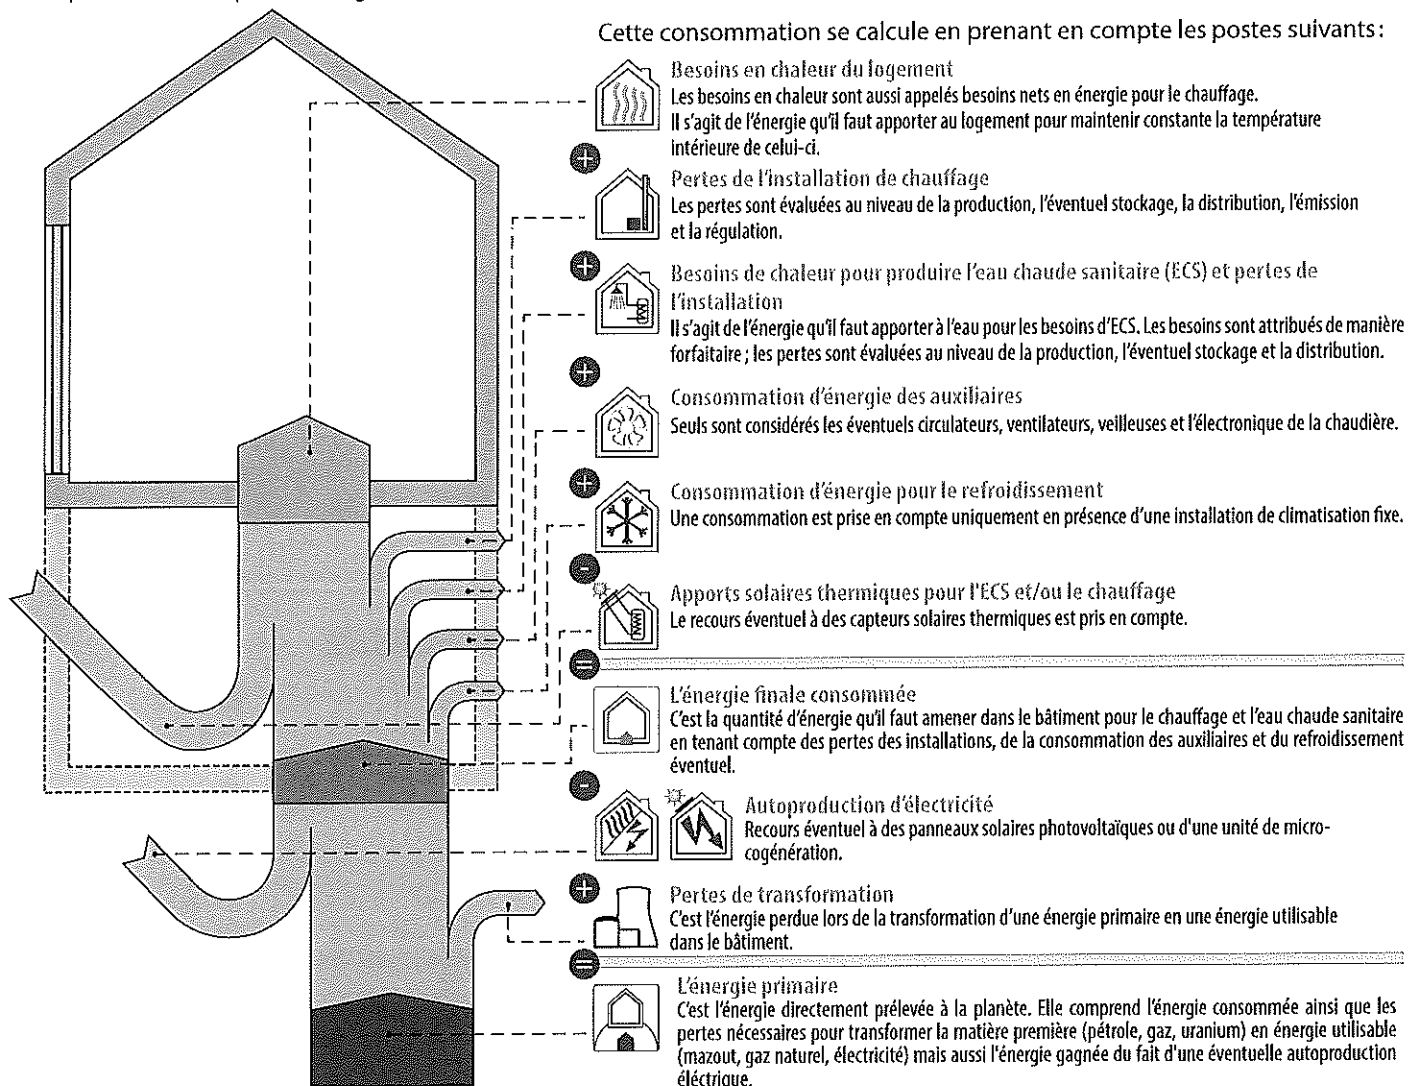 Cette consommation se calcule en prenant en compte les postes suivants :
Besoins en chaleur du logement
Les besoins en chaleur sont aussi appelés besoins nets en énergie pour le chauffage.
Il s'agit de l'énergie qu'il faut apporter au logement pour maintenir constante la température
intérieure de celui-ci.
+
Pertes de l'installation de chauffage
Les pertes sont évaluées au niveau de la production, l'éventuel stockage, la distribution, l'émission
et la régulation.
+
Besoins de chaleur pour produire l'eau chaude sanitaire (ECS) et pertes de
l'installation
Il s'agit de l'énergie qu'il faut apporter à l'eau pour les besoins d'ECS. Les besoins sont attribués de manière
forfaitaire ; les pertes sont évaluées au niveau de la production, l'éventuel stockage et la distribution.
+
Consommation d'énergie des auxiliaires
Seuls sont considérés les éventuels circulateurs, ventilateurs, veilleuses et l'électronique de la chaudière.
+
Consommation d'énergie pour le refroidissement
Une consommation est prise en compte uniquement en présence d'une installation de climatisation fixe.
-
Apports solaires thermiques pour l'ECS et/ou le chauffage
Le recours éventuel à des capteurs solaires thermiques est pris en compte.
=
L'énergie finale consommée
C'est la quantité d'énergie qu'il faut amener dans le bâtiment pour le chauffage et l'eau chaude sanitaire
en tenant compte des pertes des installations, de la consommation des auxiliaires et du refroidissement
éventuel.
-
Autoproduction d'électricité
Recours éventuel à des panneaux solaires photovoltaïques ou d'une unité de micro-
cogénération.
+
Pertes de transformation
C'est l'énergie perdue lors de la transformation d'une énergie primaire en une énergie utilisable
dans le bâtiment.
=
L'énergie primaire
C'est l'énergie directement prélevée à la planète. Elle comprend l'énergie consommée ainsi que les
pertes nécessaires pour transformer la matière première (pétrole, gaz, uranium) en énergie utilisable
(mazout, gaz naturel, électricité) mais aussi l'énergie gagnée du fait d'une éventuelle autoproduction
éléctrique.